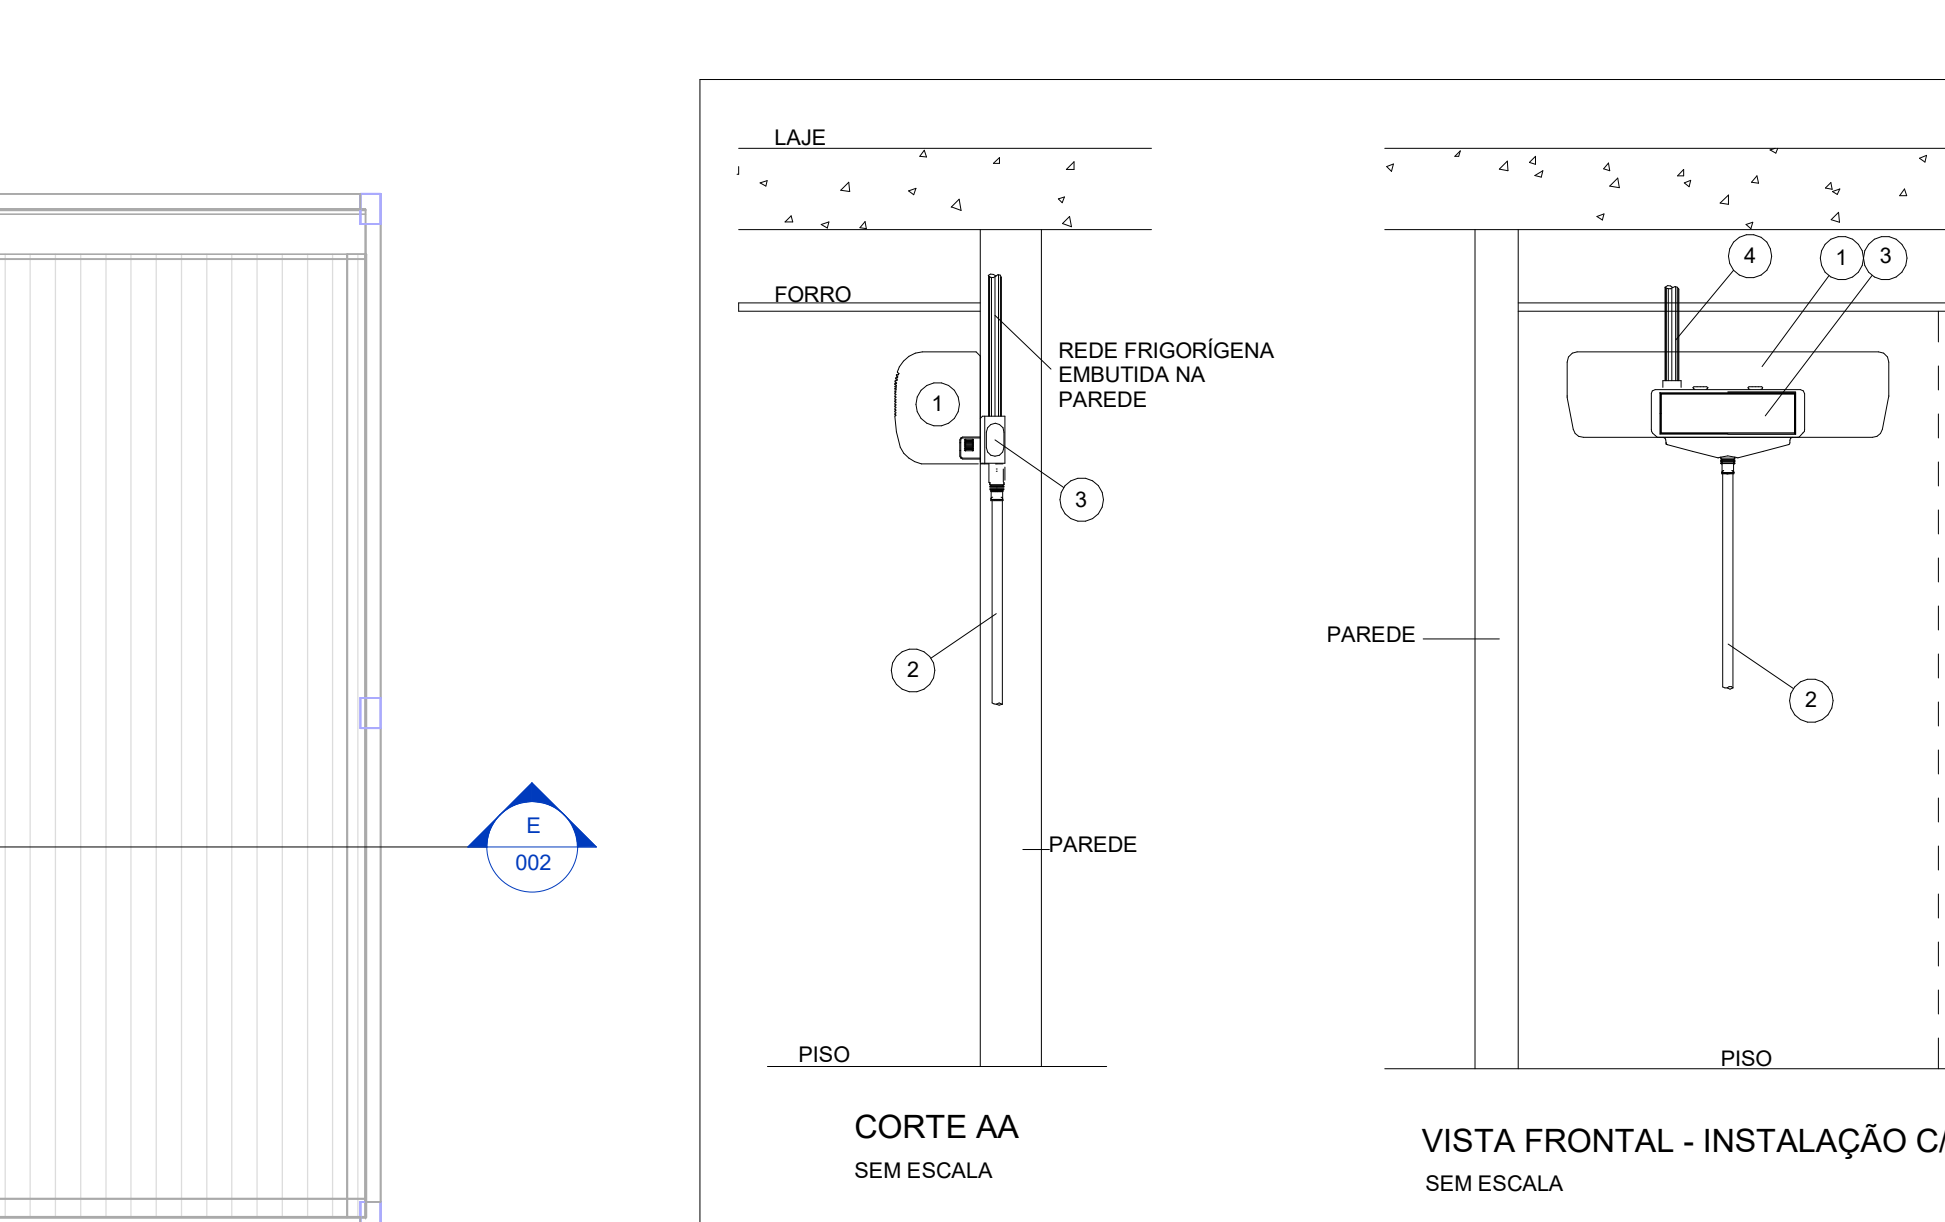 LAJE
FORRO
REDE FRIGORÍGENA
EMBUTIDA NA
PAREDE
1
3
2
PAREDE
PISO
CORTE AA
SEM ESCALA
E
002
4
1
3
PAREDE
2
PISO
VISTA FRONTAL - INSTALAÇÃO C/
SEM ESCALA